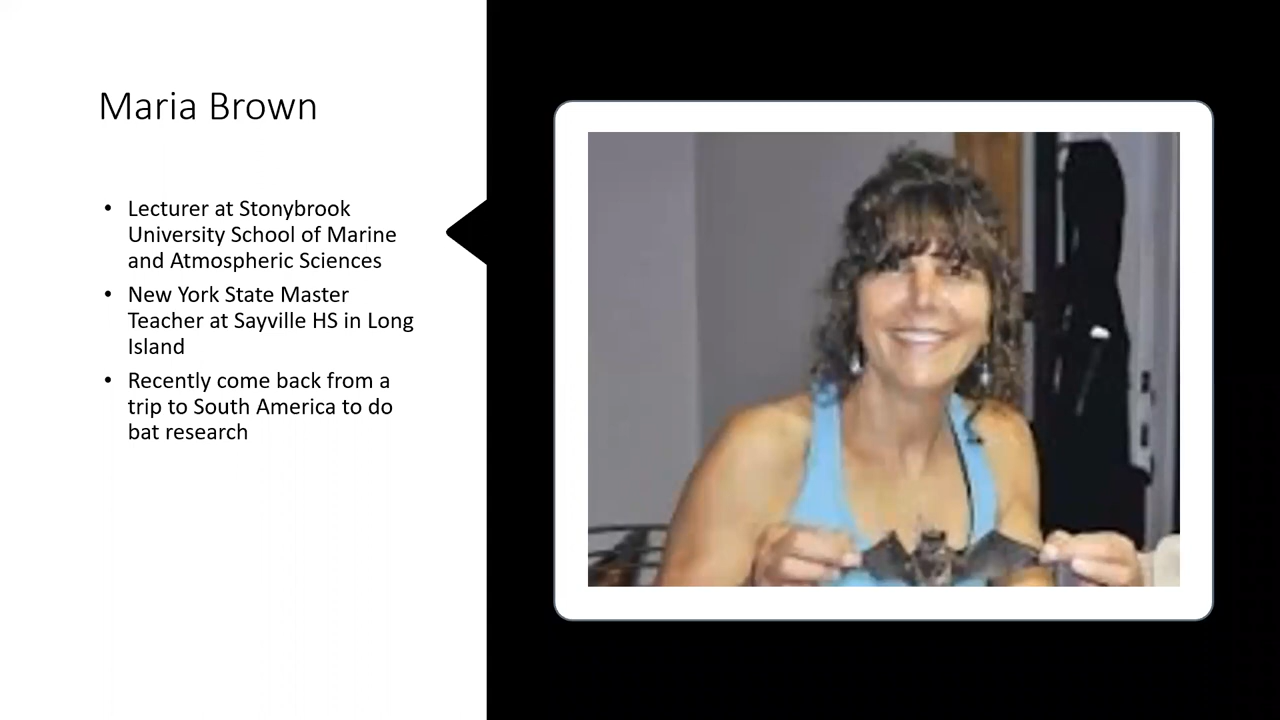 Maria Brown
• Lecturer at Stonybrook
University School of Marine
and Atmospheric Sciences
• New York State Master
Teacher at Sayville HS in Long
Island
• Recently come back from a
trip to South America to do
bat research